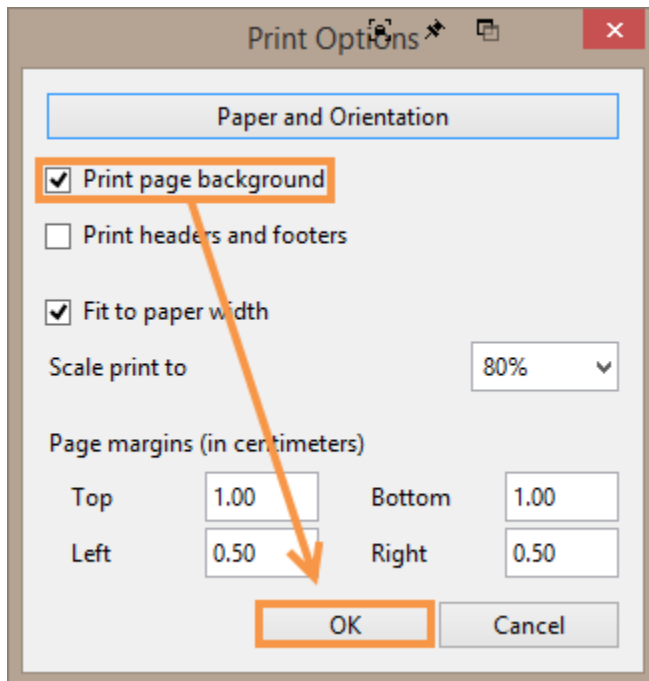 Print Options
Paper and Orientation
Print page background
Print headers and footers
Fit to paper width
Scale print to 80%
Page margins (in centimeters)
Top 1.00 Bottom 1.00
Left 0.50 Right 0.50
OK Cancel